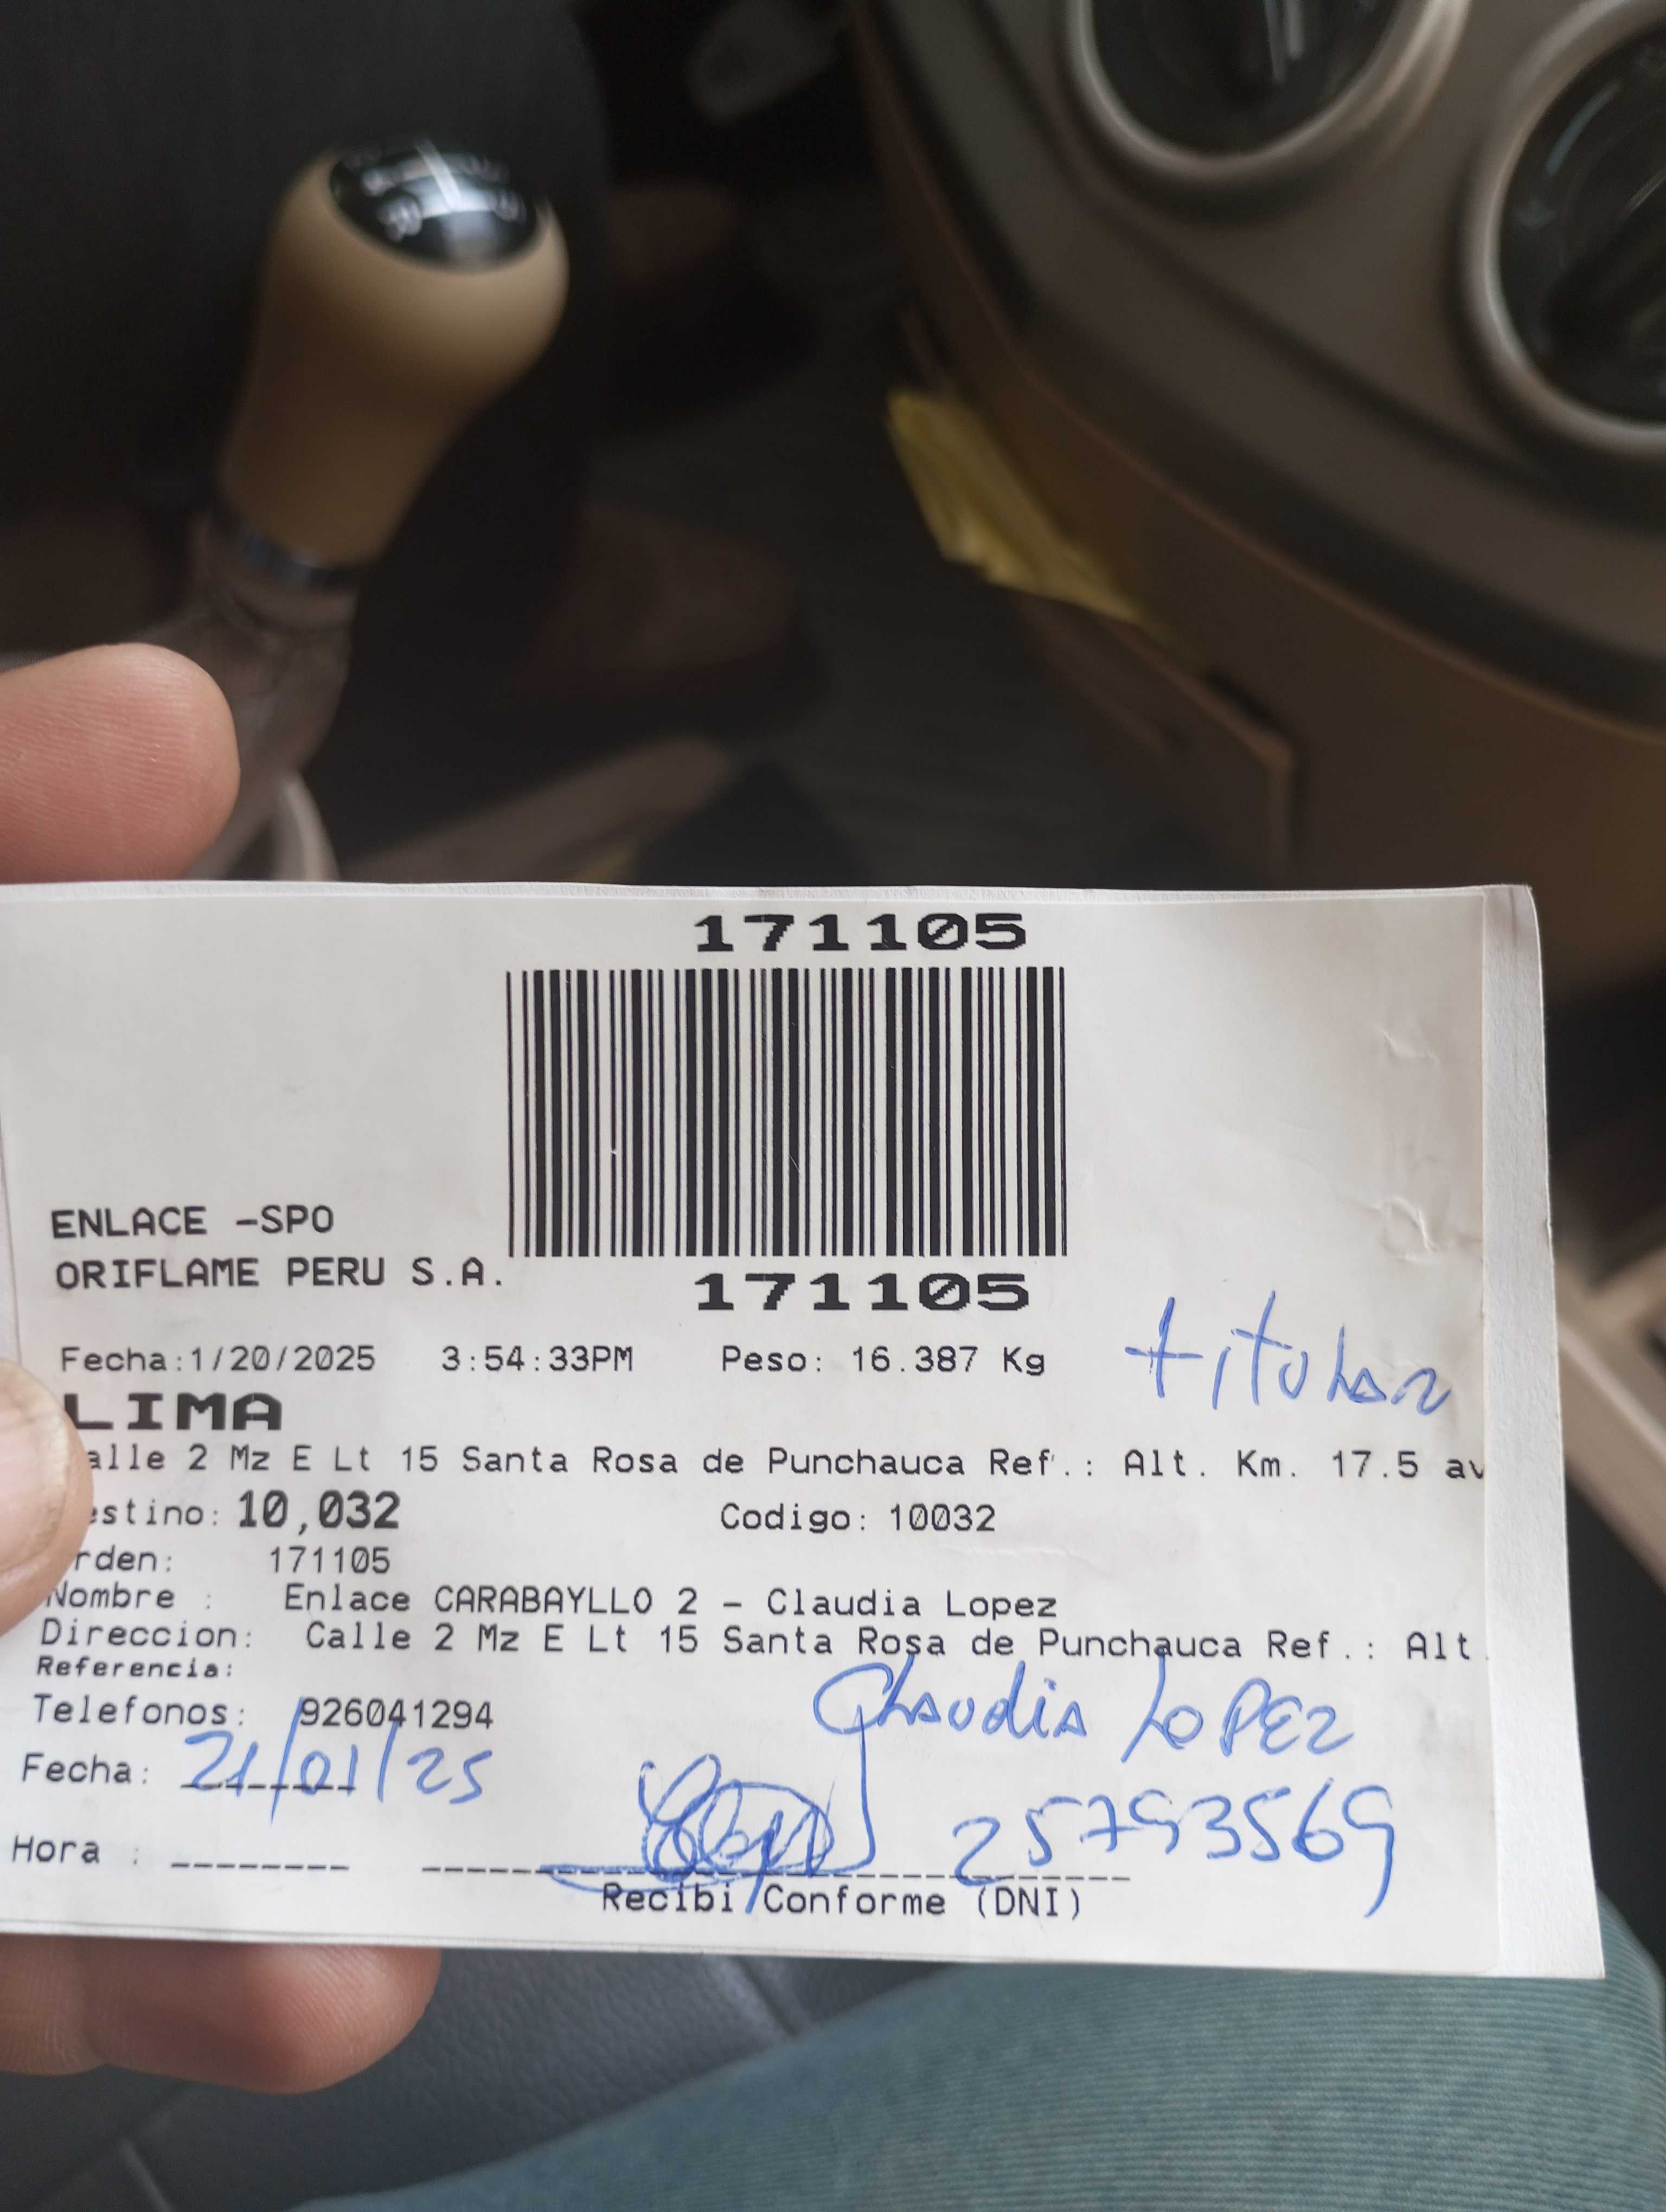 171105
ENLACE -SPO
ORIFLAME PERU S.A.
171105
Fecha:1/20/2025 3:54:33PM Peso: 16.387 Kg
titular
LIMA
alle 2 Mz E Lt 15 Santa Rosa de Punchauca Ref.: Alt. Km. 17.5 av
estino: 10,032 Codigo: 10032
rden: 171105
Nombre : Enlace CARABAYLLO 2 - Claudia Lopez
Direccion: Calle 2 Mz E Lt 15 Santa Rosa de Punchauca Ref.: Alt.
Referencia:
Telefonos: 926041294
Claudia LOPEZ
Fecha: 21/01/25
25793569
Hora :
Recibi Conforme (DNI)